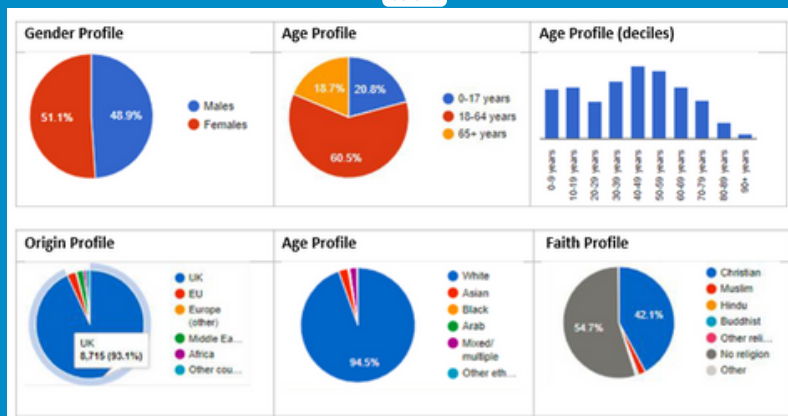 Gender Profile
51.1%
48.9%
Males
Females
Age Profile
18.7%
20.8%
60.5%
0-17 years
18-64 years
65+ years
Age Profile (deciles)
0-9 years
10-19 years
20-29 years
30-39 years
40-49 years
50-59 years
60-69 years
70-79 years
80-89 years
90+ years
Origin Profile
UK
8,715 (93.1%)
UK
EU
Europe
(other)
Middle Ea...
Africa
Other cou...
Age Profile
94.5%
White
Asian
Black
Arab
Mixed/
multiple
Other eth...
Faith Profile
54.7%
42.1%
Christian
Muslim
Hindu
Buddhist
Other reli...
No religion
Other